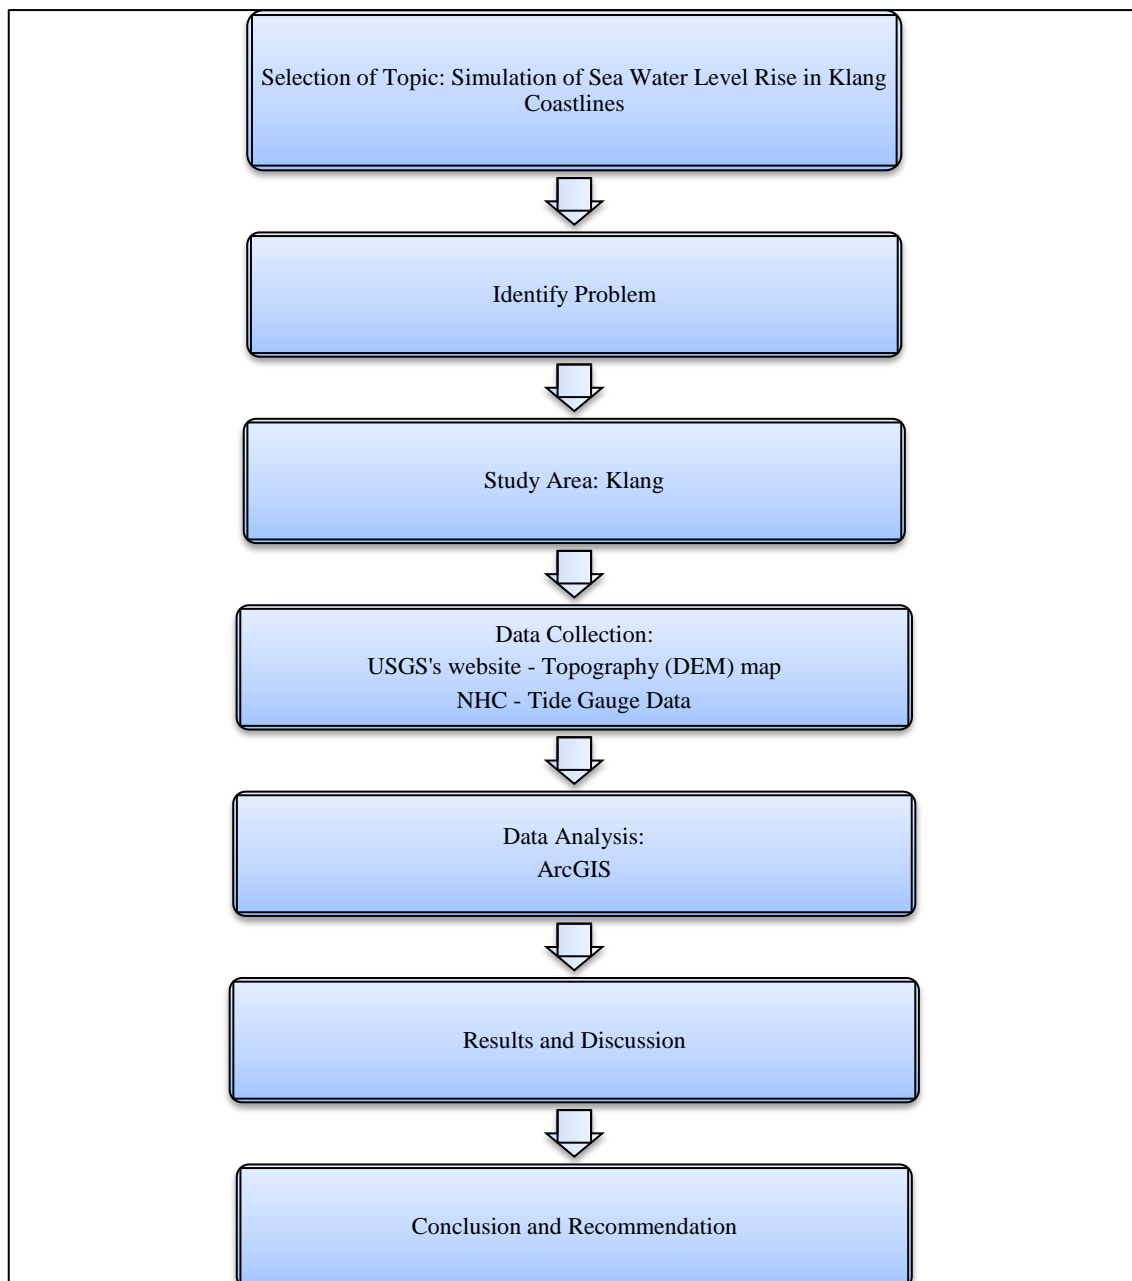 Selection of Topic: Simulation of Sea Water Level Rise in Klang
Coastlines
Identify Problem
Study Area: Klang
Data Collection:
USGS's website - Topography (DEM) map
NHC - Tide Gauge Data
Data Analysis:
ArcGIS
Results and Discussion
Conclusion and Recommendation